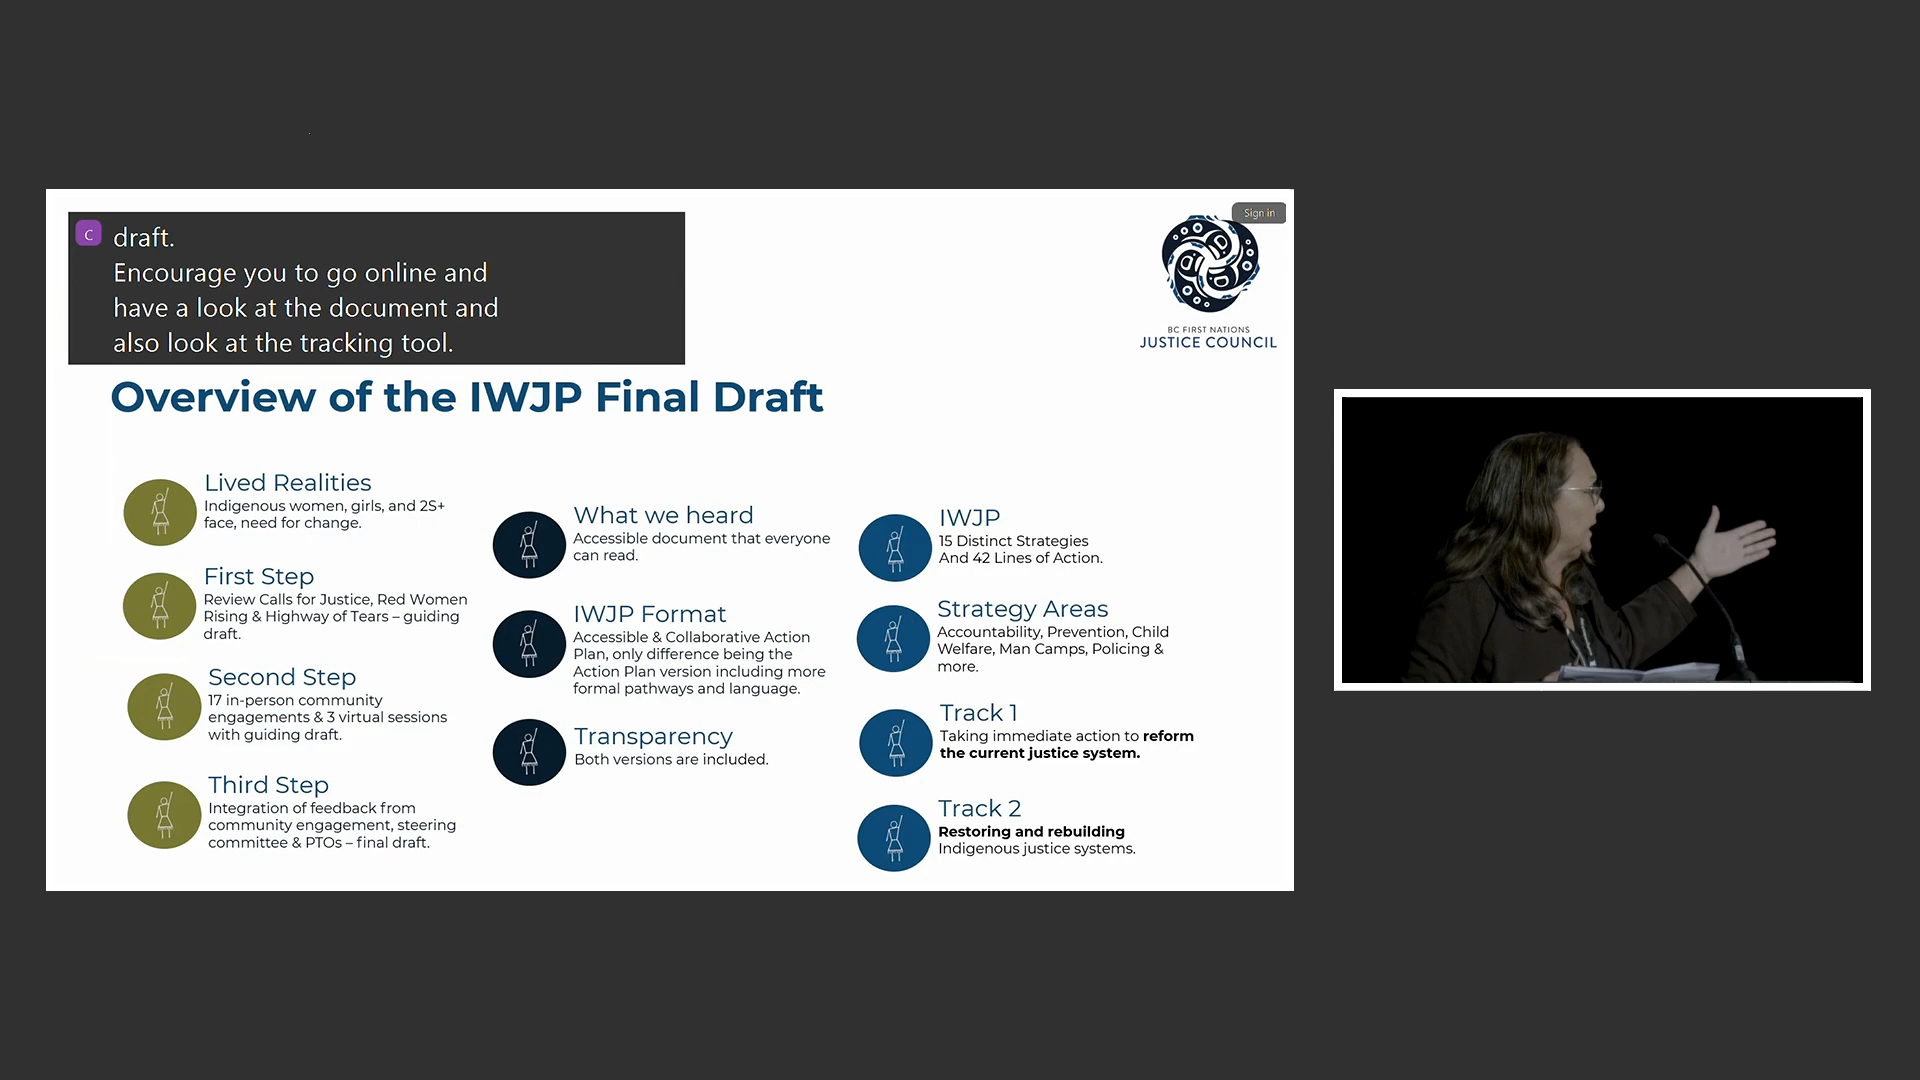 C
draft.
Encourage you to go online and
have a look at the document and
also look at the tracking tool.
Sign in
BC FIRST NATIONS
JUSTICE COUNCIL
Overview of the IWJP Final Draft
Lived Realities
Indigenous women, girls, and 2S+
face, need for change.
First Step
Review Calls for Justice, Red Women
Rising & Highway of Tears – guiding
draft.
Second Step
17 in-person community
engagements & 3 virtual sessions
with guiding draft.
Third Step
Integration of feedback from
community engagement, steering
committee & PTOs – final draft.
What we heard
Accessible document that everyone
can read.
IWJP Format
Accessible & Collaborative Action
Plan, only difference being the
Action Plan version including more
formal pathways and language.
Transparency
Both versions are included.
IWJP
15 Distinct Strategies
And 42 Lines of Action.
Strategy Areas
Accountability, Prevention, Child
Welfare, Man Camps, Policing &
more.
Track 1
Taking immediate action to reform
the current justice system.
Track 2
Restoring and rebuilding
Indigenous justice systems.